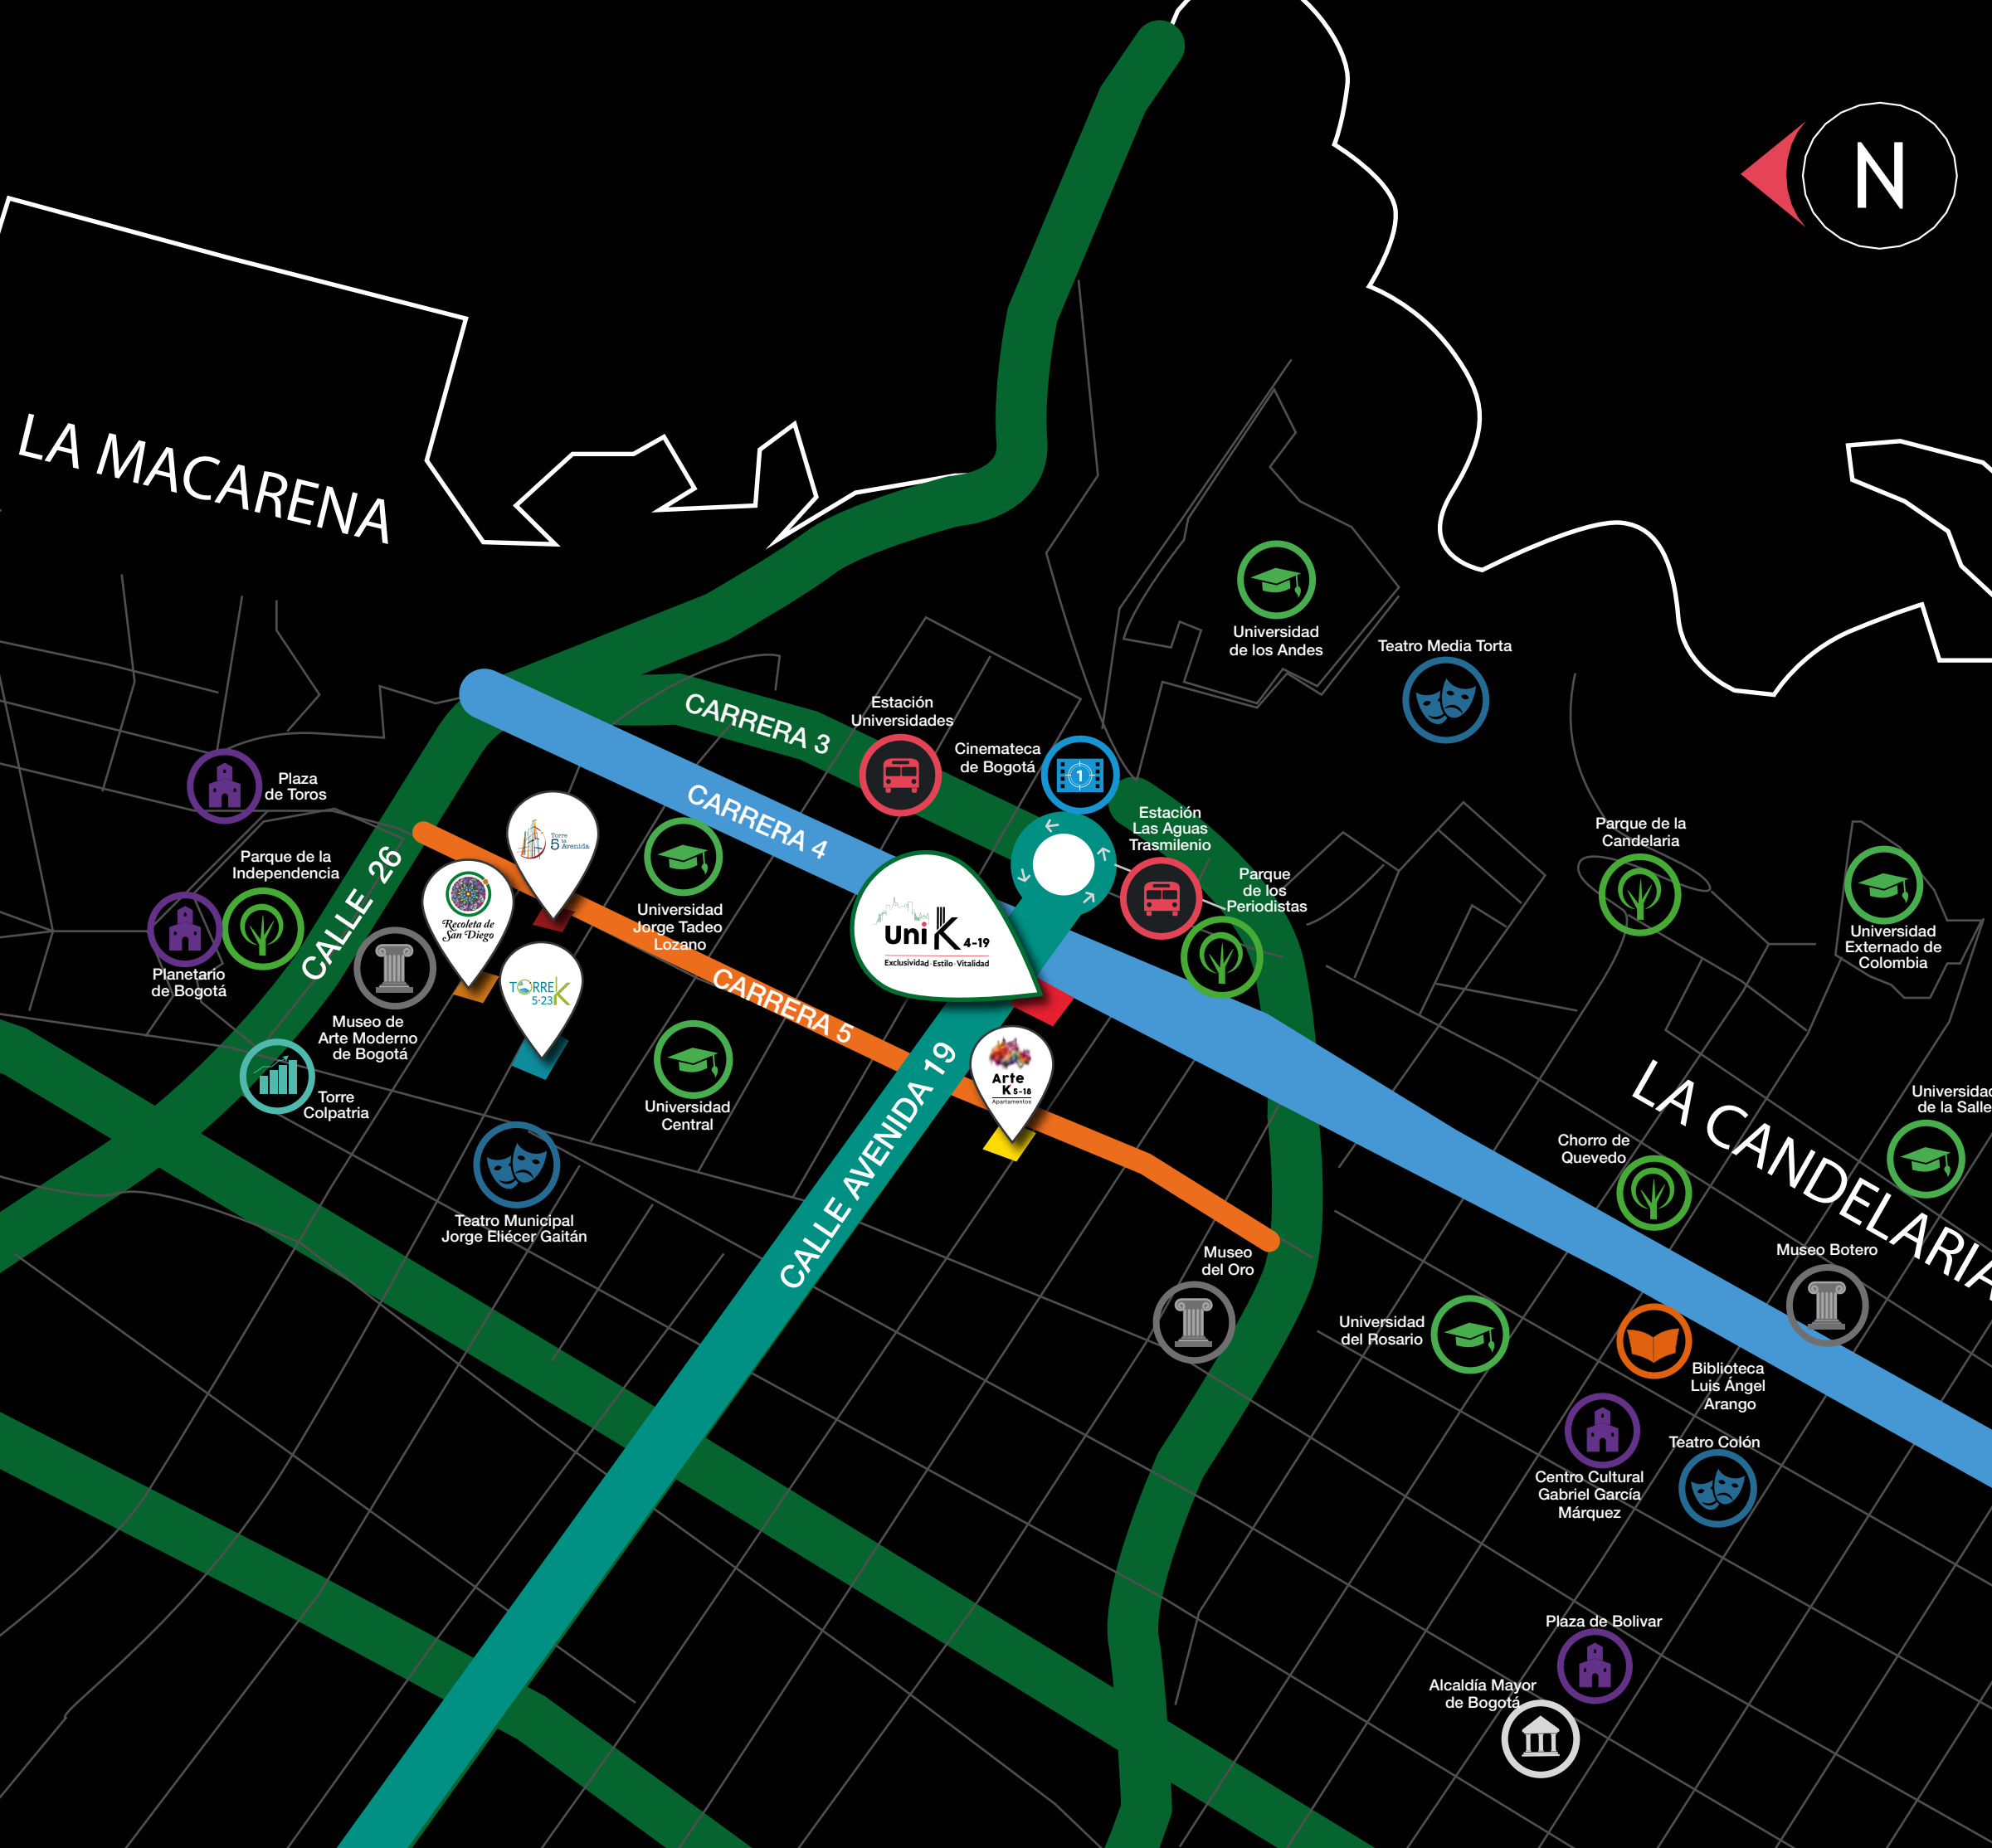 N
LA MACARENA
Universidad
de los Andes
Teatro Media Torta
CARRERA 3
Estación
Universidades
Cinemateca
de Bogotá
1
Plaza
de Toros
CARRERA 4
Estación
Las Aguas
Trasmilenio
Parque de la
Candelaria
Torre
5 la Avenida
Parque de la
Independencia
CALLE 26
Parque
de los
Periodistas
Universidad
Externado de
Colombia
Recoleta de
San Diego
Universidad
Jorge Tadeo
Lozano
Uni K 4-19
Exclusividad·Estilo·Vitalidad
Planetario
de Bogotá
TORRE K
5·23
CARRERA 5
Museo de
Arte Moderno
de Bogotá
Torre
Colpatria
Universidad
Central
CALLE AVENIDA 19
Arte
K 5-18
Apartamentos
LA CANDELARIA
Universidad
de la Salle
Chorro de
Quevedo
Teatro Municipal
Jorge Eliécer Gaitán
Museo
del Oro
Museo Botero
Universidad
del Rosario
Biblioteca
Luis Ángel
Arango
Teatro Colón
Centro Cultural
Gabriel García
Márquez
Plaza de Bolivar
Alcaldía Mayor
de Bogotá